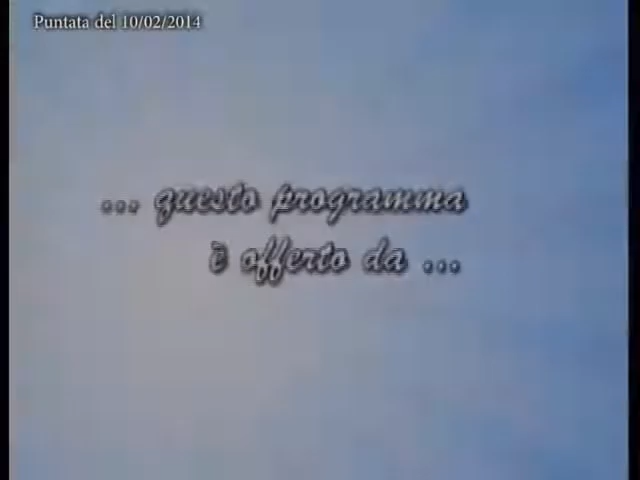 Puntata del 10/02/2014
... questo programma
è offerto da ...